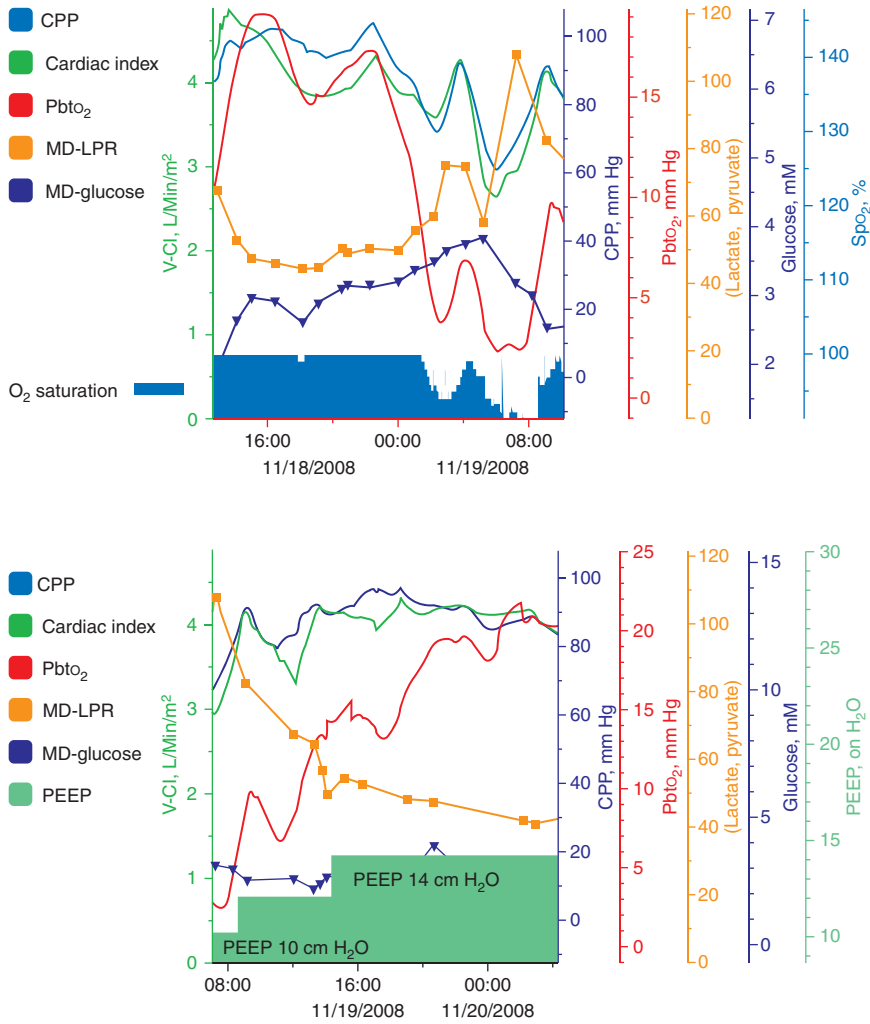 CPP
Cardiac index
Pbto₂
MD-LPR
MD-glucose
O₂ saturation
V-CI, L/Min/m²
4
3
2
1
0
CPP, mm Hg
100
80
60
40
20
0
Pbto₂, mm Hg
15
10
5
0
(Lactate, pyruvate)
120
100
80
60
40
20
0
Glucose, mM
7
6
5
4
3
2
Spo₂, %
140
130
120
110
100
16:00 00:00 08:00
11/18/2008 11/19/2008
CPP
Cardiac index
Pbto₂
MD-LPR
MD-glucose
PEEP
V-CI, L/Min/m²
4
3
2
1
0
PEEP 14 cm H₂O
PEEP 10 cm H₂O
CPP, mm Hg
100
80
60
40
20
0
Pbto₂, mm Hg
25
20
15
10
5
0
(Lactate, pyruvate)
120
100
80
60
40
20
0
Glucose, mM
15
10
5
0
PEEP, on H₂O
30
25
20
15
10
08:00 16:00 00:00
11/19/2008 11/20/2008